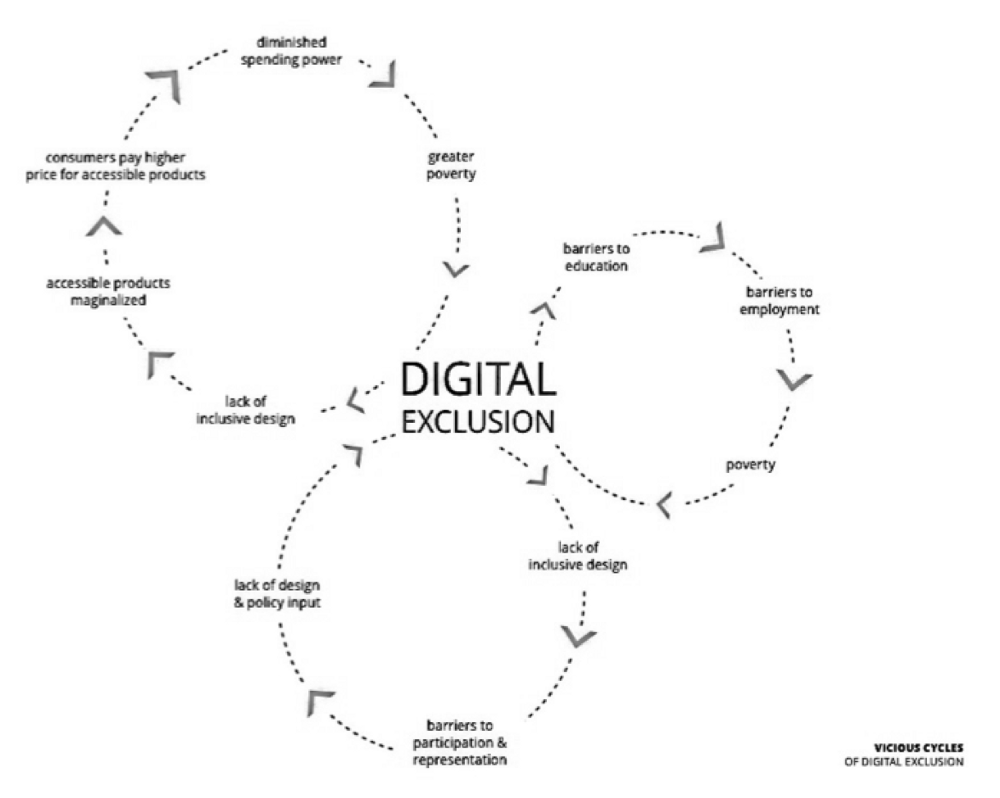 diminished
spending power
greater
poverty
consumers pay higher
price for accessible products
accessible products
maginalized
lack of
inclusive design
DIGITAL
EXCLUSION
barriers to
education
barriers to
employment
poverty
lack of
inclusive design
barriers to
participation &
representation
lack of design
& policy input
VICIOUS CYCLES
OF DIGITAL EXCLUSION